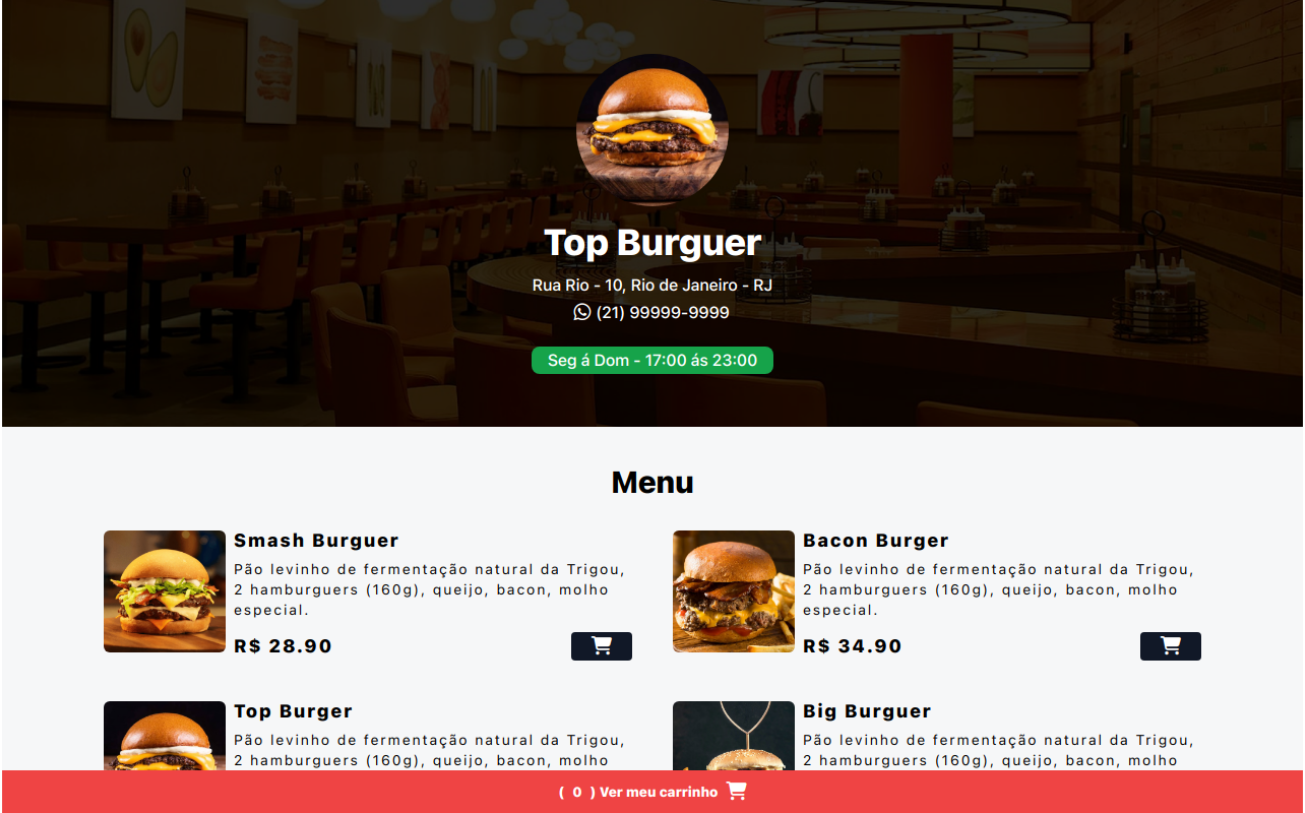 Top Burguer
Rua Rio - 10, Rio de Janeiro - RJ
(21) 99999-9999
Seg á Dom - 17:00 ás 23:00
Menu
Smash Burguer
Pão levinho de fermentação natural da Trigou,
2 hamburguers (160g), queijo, bacon, molho
especial.
R$ 28.90
Bacon Burger
Pão levinho de fermentação natural da Trigou,
2 hamburguers (160g), queijo, bacon, molho
especial.
R$ 34.90
Top Burger
Pão levinho de fermentação natural da Trigou,
2 hamburguers (160g), queijo, bacon, molho
Big Burguer
Pão levinho de fermentação natural da Trigou,
2 hamburguers (160g), queijo, bacon, molho
( 0 ) Ver meu carrinho